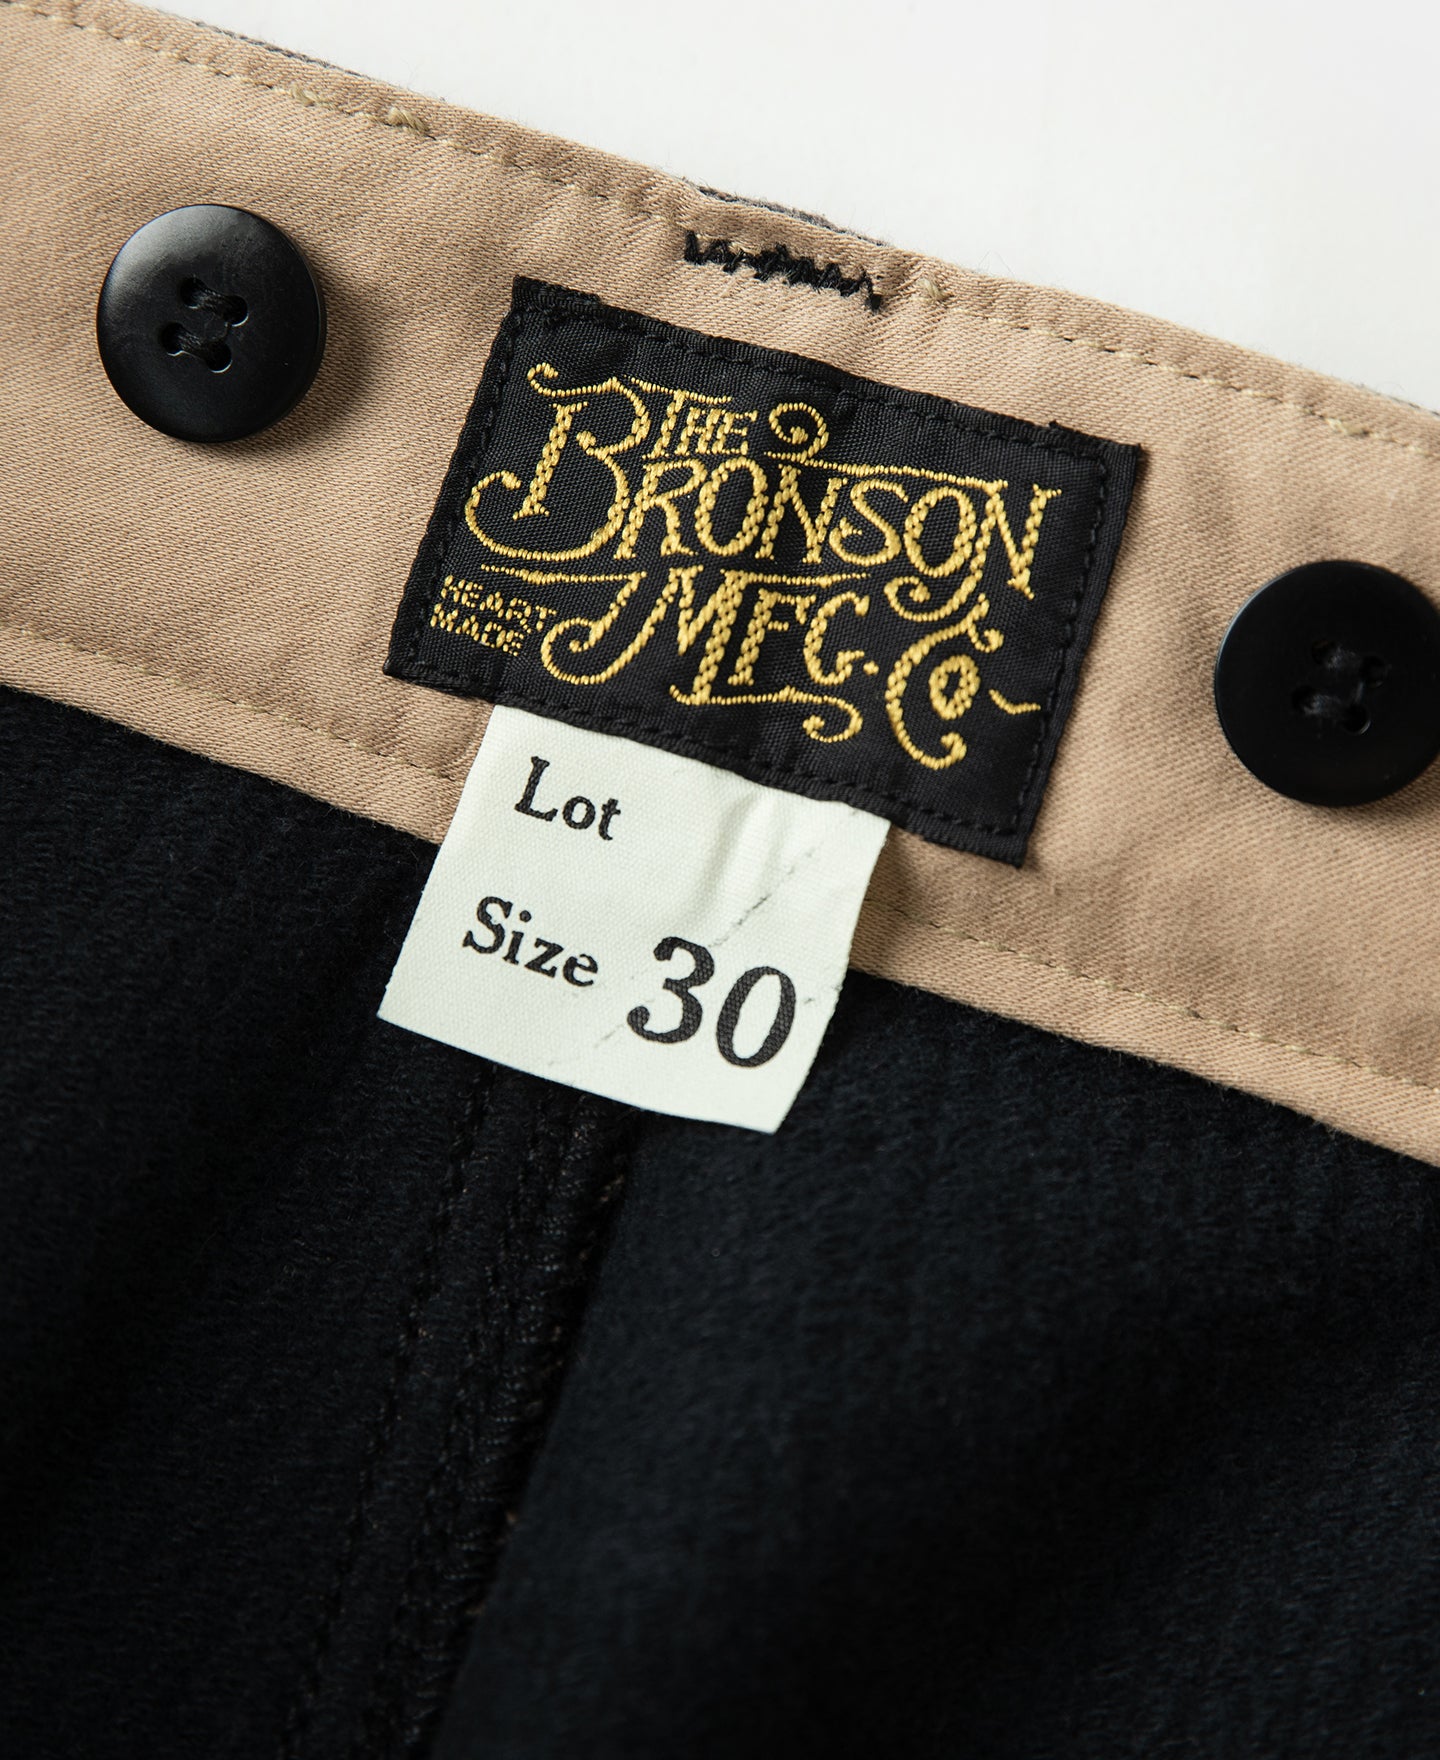 THE
BRONSON
MFG. Co
HEART
MADE
Lot
Size 30